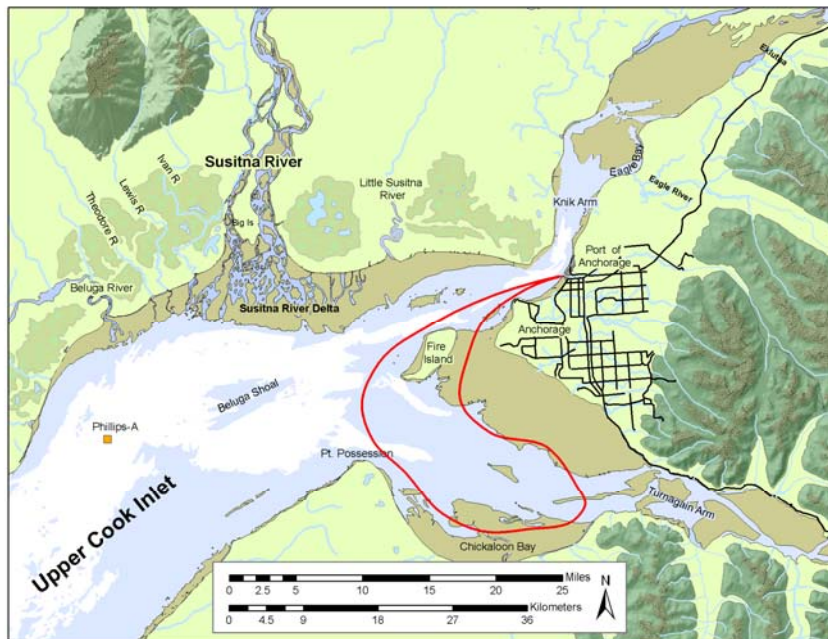 Eklutna
Ivan R
Susitna River
Lewis R
Theodore R
Little Susitna
River
Eagle Bay
Eagle River
Knik Arm
Big Is
Port of
Anchorage
Beluga River
Susitna River Delta
Anchorage
Fire
Island
Beluga Shoal
Phillips-A
Pt. Possession
Upper Cook Inlet
Turnagain Arm
Chickaloon Bay
Miles
0 2.5 5 10 15 20 25
N
Kilometers
0 4.5 9 18 27 36